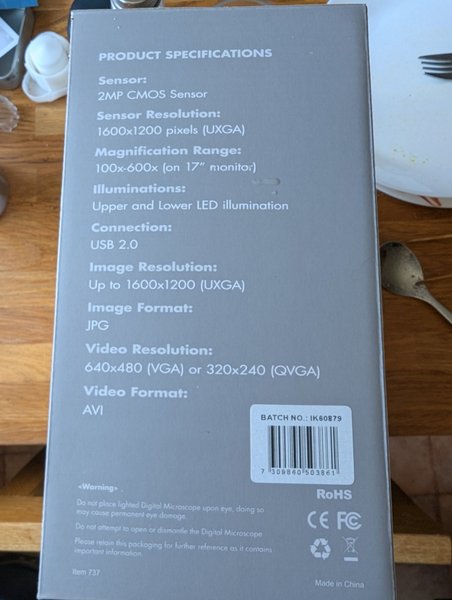 PRODUCT SPECIFICATIONS
Sensor:
2MP CMOS Sensor
Sensor Resolution:
1600x1200 pixels (UXGA)
Magnification Range:
100x-600x (on 17" monitor)
Illuminations:
Upper and Lower LED illumination
Connection:
USB 2.0
Image Resolution:
Up to 1600x1200 (UXGA)
Image Format:
JPG
Video Resolution:
640x480 (VGA) or 320x240 (QVGA)
Video Format:
AVI
BATCH NO.: IK60879
7 309860 503861
<Warning>
Do not place lighted Digital Microscope upon eye, doing so
may cause permanent eye damage.
Do not attempt to open or dismantle the Digital Microscope
Please retain this packaging for further reference as it contains
important information.
Item 737
RoHS
CE FC
Made in China